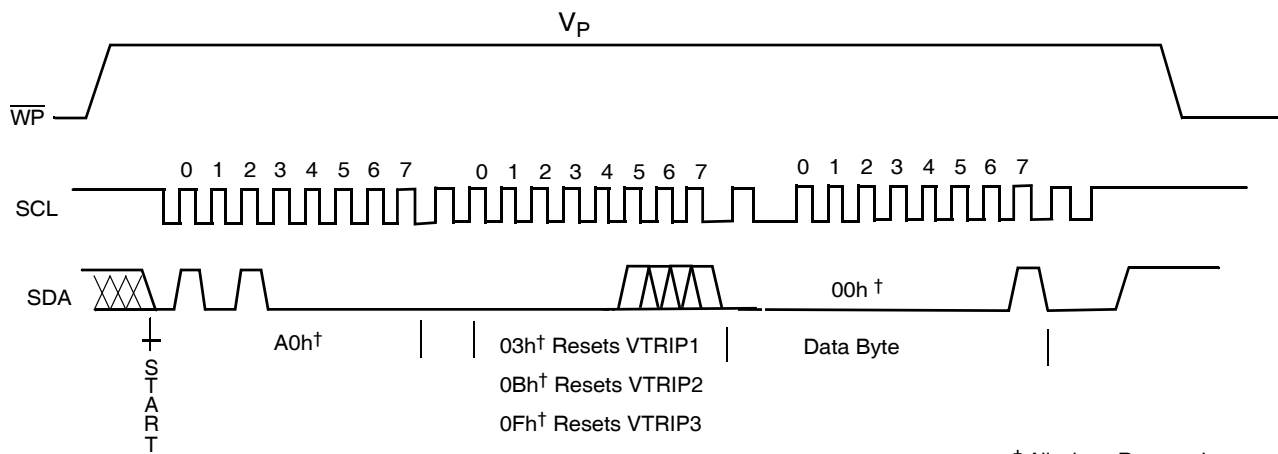 VP
WP
0 1 2 3 4 5 6 7 0 1 2 3 4 5 6 7 0 1 2 3 4 5 6 7
SCL
SDA
00h †
A0h†
03h† Resets VTRIP1
Data Byte
0Bh† Resets VTRIP2
0Fh† Resets VTRIP3
START